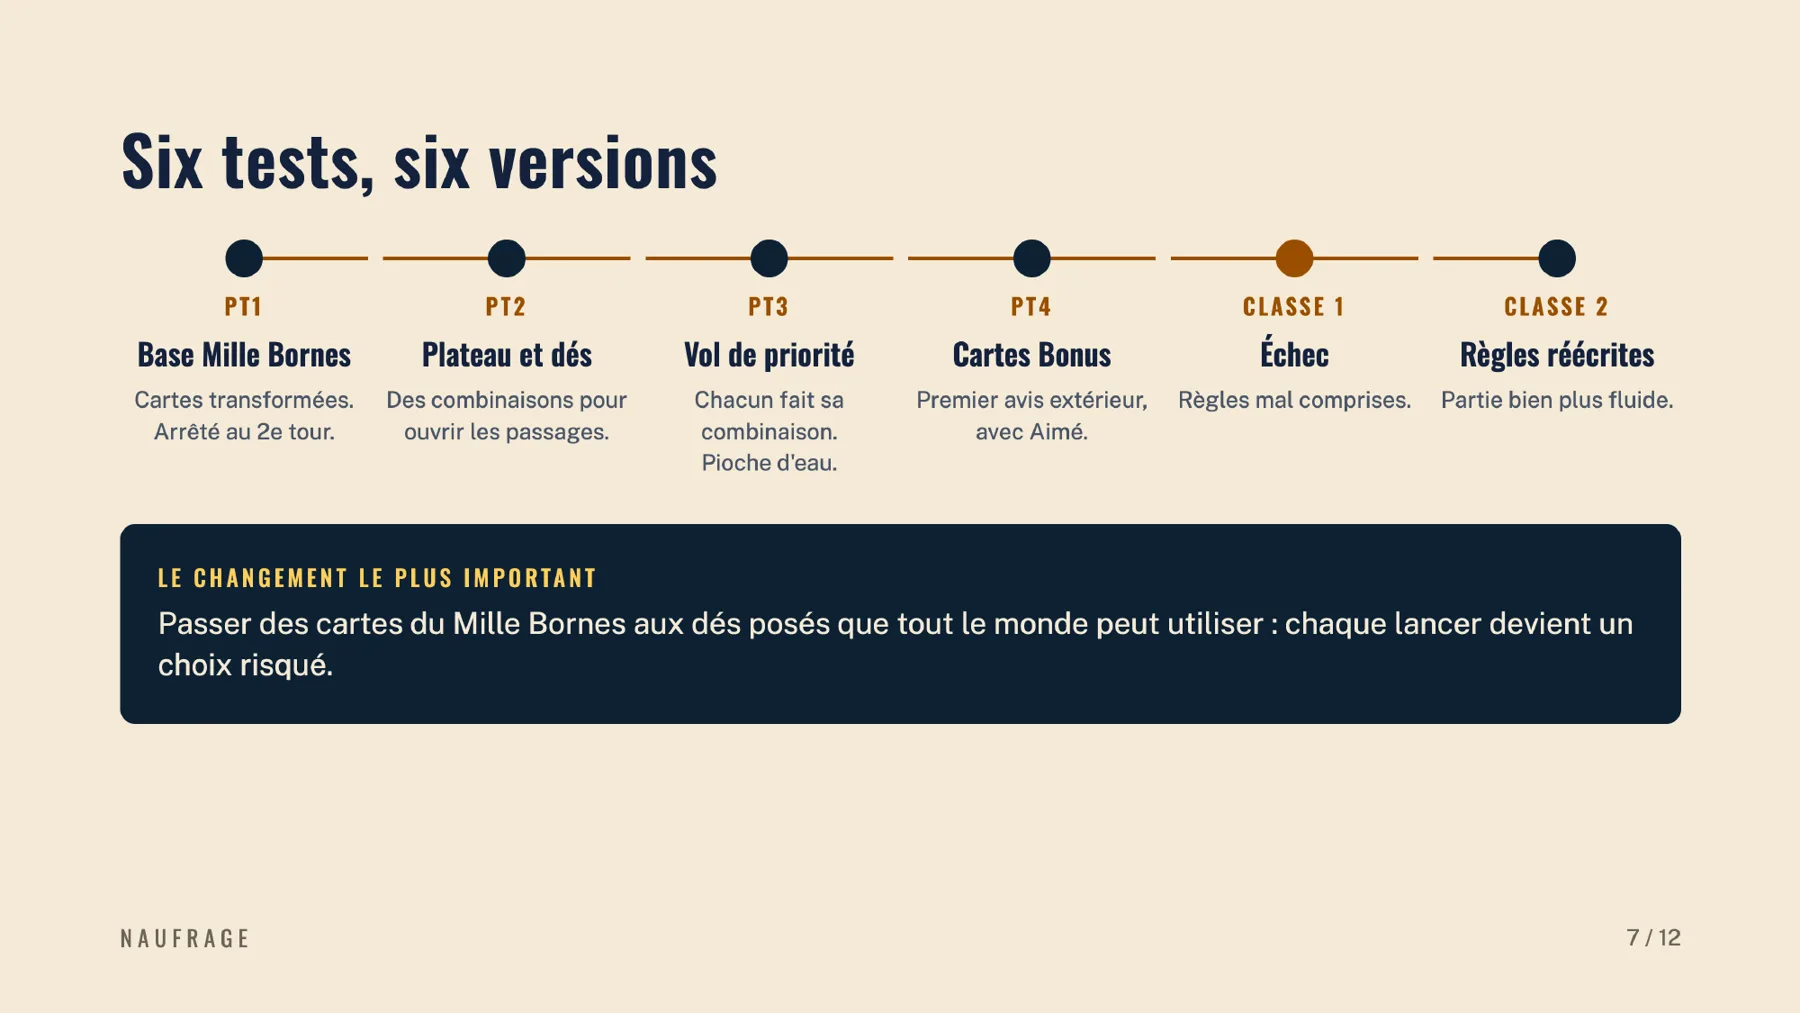 Six tests, six versions
PT1
Base Mille Bornes
Cartes transformées.
Arrêté au 2e tour.
PT2
Plateau et dés
Des combinaisons pour
ouvrir les passages.
PT3
Vol de priorité
Chacun fait sa
combinaison.
Pioche d'eau.
PT4
Cartes Bonus
Premier avis extérieur,
avec Aimé.
CLASSE 1
Échec
Règles mal comprises.
CLASSE 2
Règles réécrites
Partie bien plus fluide.
LE CHANGEMENT LE PLUS IMPORTANT
Passer des cartes du Mille Bornes aux dés posés que tout le monde peut utiliser : chaque lancer devient un
choix risqué.
NAUFRAGE
7 / 12